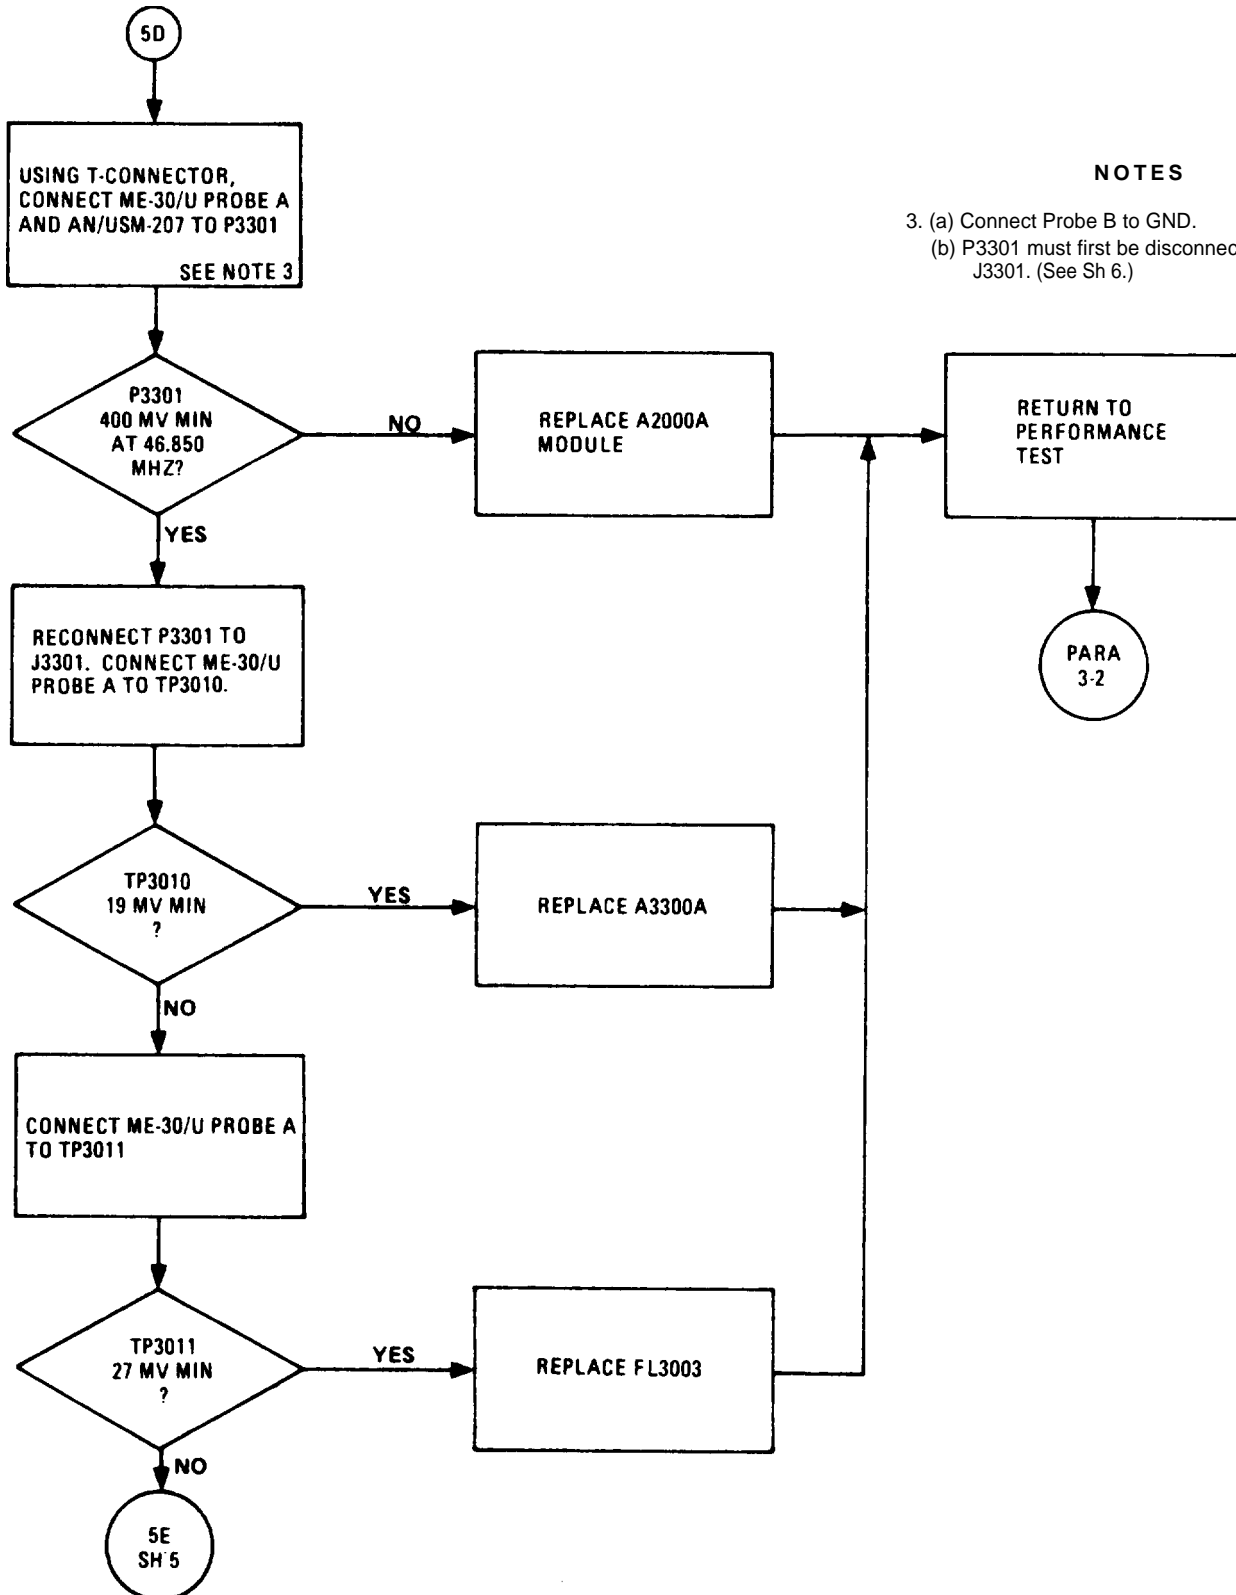 5D
USING T-CONNECTOR,
CONNECT ME-30/U PROBE A
AND AN/USM-207 TO P3301
SEE NOTE 3
NOTES
3. (a) Connect Probe B to GND.
(b) P3301 must first be disconnec
J3301. (See Sh 6.)
P3301
400 MV MIN
AT 46.850
MHZ?
NO
REPLACE A2000A
MODULE
RETURN TO
PERFORMANCE
TEST
YES
RECONNECT P3301 TO
J3301. CONNECT ME-30/U
PROBE A TO TP3010.
PARA
3-2
TP3010
19 MV MIN
?
YES
REPLACE A3300A
NO
CONNECT ME-30/U PROBE A
TO TP3011
TP3011
27 MV MIN
?
YES
REPLACE FL3003
NO
5E
SH 5